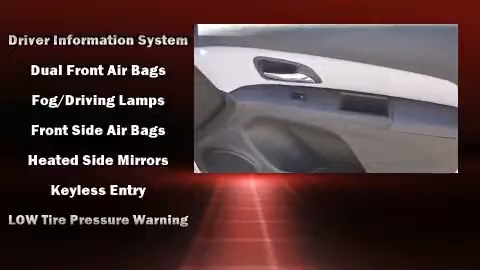 Driver Information System
Dual Front Air Bags
Fog/Driving Lamps
Front Side Air Bags
Heated Side Mirrors
Keyless Entry
LOW Tire Pressure Warning